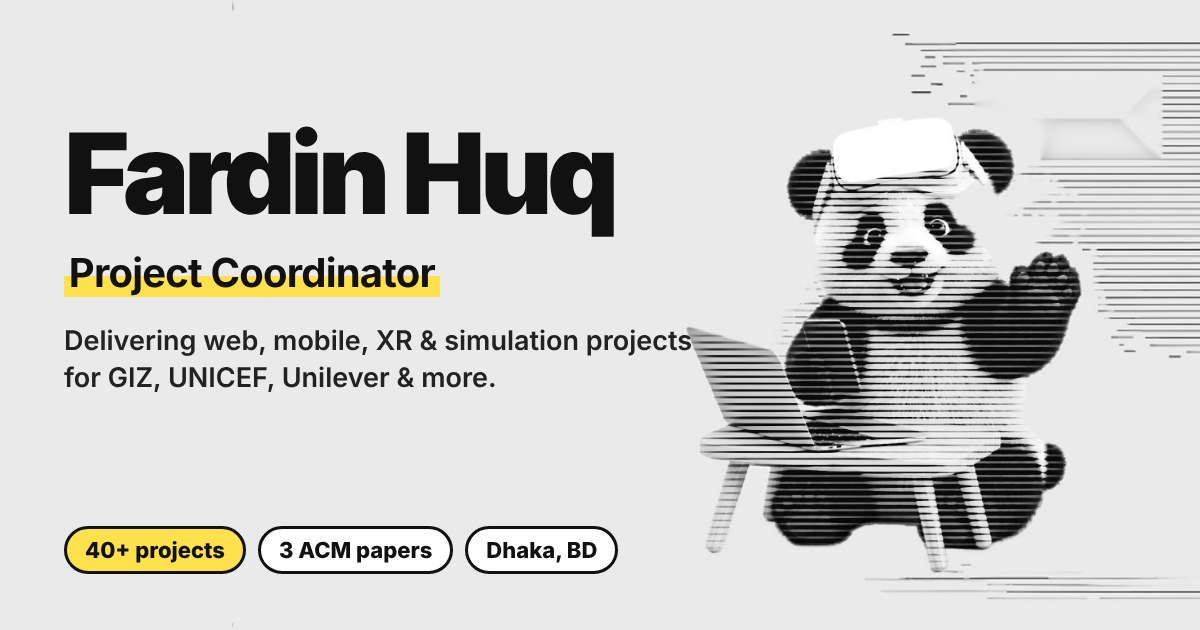 Fardin Huq
Project Coordinator
Delivering web, mobile, XR & simulation projects
for GIZ, UNICEF, Unilever & more.
40+ projects
3 ACM papers
Dhaka, BD